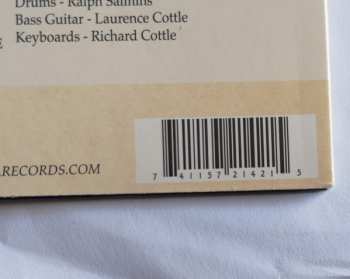 Drums - Ralph Salmins
Bass Guitar - Laurence Cottle
E Keyboards - Richard Cottle
RECORDS.COM
7 41157 21421 5